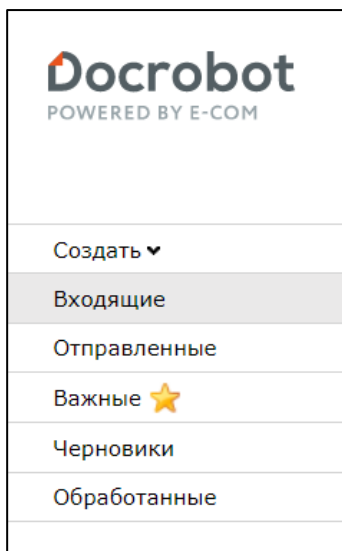 Docrobot
POWERED BY E-COM
Создать
Входящие
Отправленные
Важные
Черновики
Обработанные